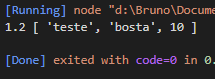 [Running] node "d:\Bruno\Docume
1.2 [ 'teste', 'bosta', 10 ]
[Done] exited with code=0 in 0.